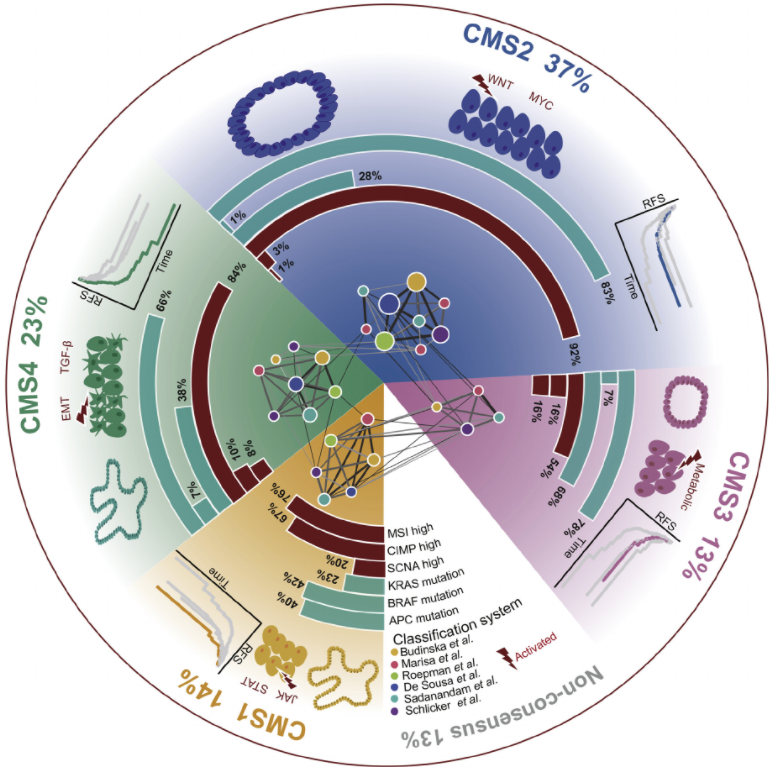 CMS2 37%
WNT
MYC
28%
1%
3%
1%
83%
92%
RFS
Time
CMS4 23%
RFS
Time
TGF-β
EMT
84%
66%
38%
10%
8%
7%
CMS3 13%
Metabolic
RFS
Time
16%
16%
7%
54%
68%
78%
CMS1 14%
JAK
STAT
RFS
Time
76%
67%
20%
23%
42%
40%
MSI high
CIMP high
SCNA high
KRAS mutation
BRAF mutation
APC mutation
Classification system
Budinska et al.
Marisa et al.
Roepman et al.
De Sousa et al.
Sadanandam et al.
Schlicker et al.
Activated
Non-consensus 13%